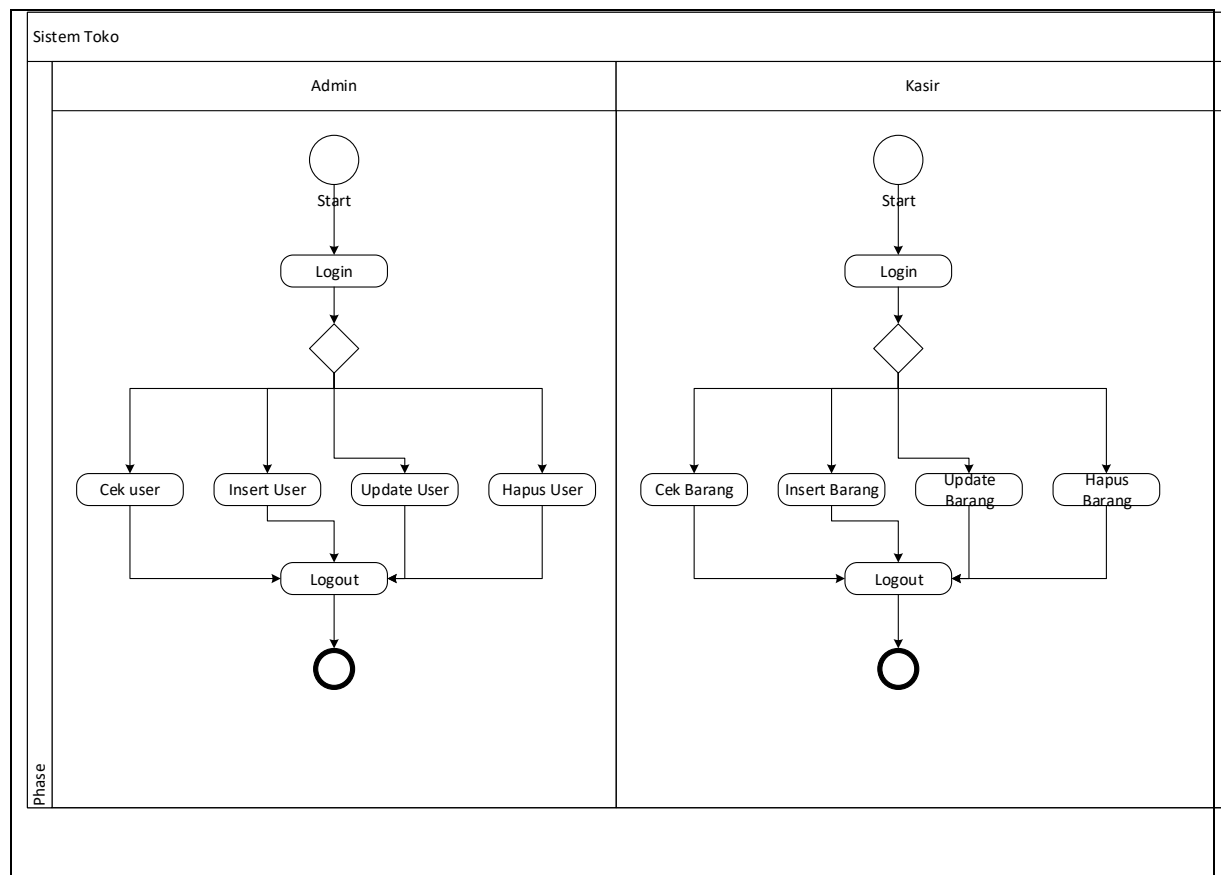 Sistem Toko
Admin
Kasir
Start
Start
Login
Login
Cek user
Insert User
Update User
Hapus User
Cek Barang
Insert Barang
Update
Barang
Hapus
Barang
Logout
Logout
Phase